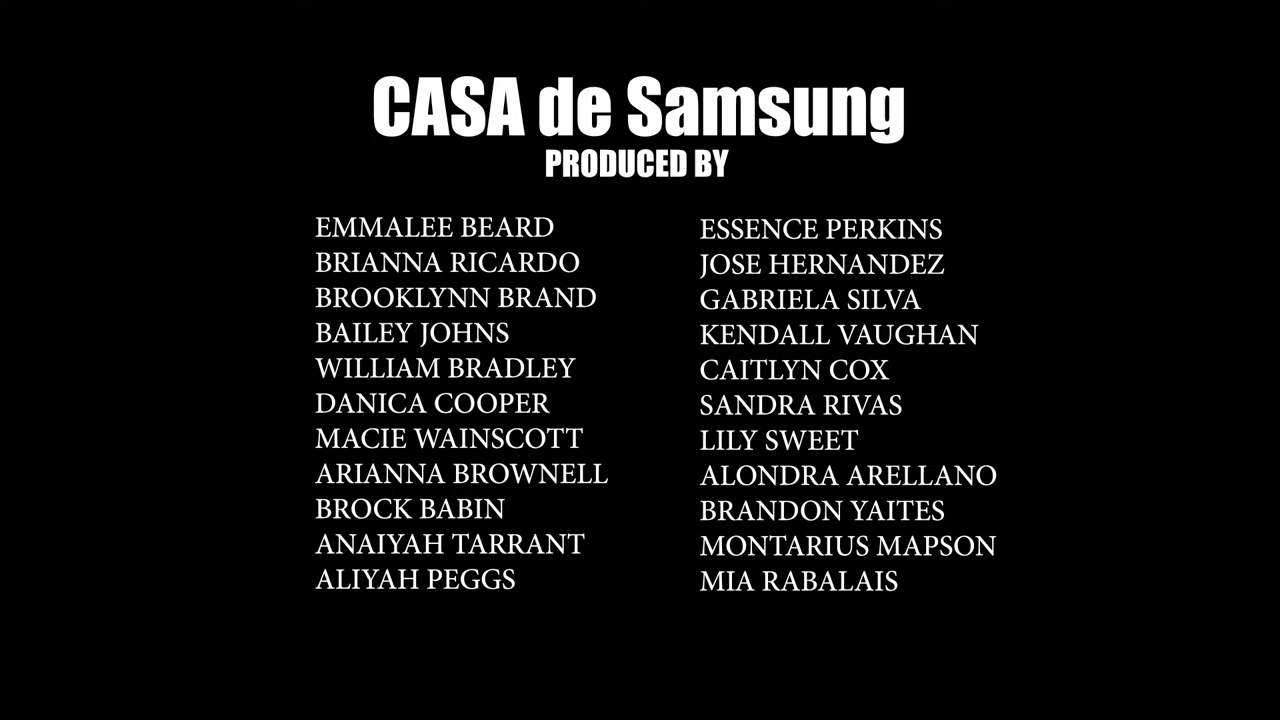 CASA de Samsung
PRODUCED BY
EMMALEE BEARD
BRIANNA RICARDO
BROOKLYNN BRAND
BAILEY JOHNS
WILLIAM BRADLEY
DANICA COOPER
MACIE WAINSCOTT
ARIANNA BROWNELL
BROCK BABIN
ANAIYAH TARRANT
ALIYAH PEGGS
ESSENCE PERKINS
JOSE HERNANDEZ
GABRIELA SILVA
KENDALL VAUGHAN
CAITLYN COX
SANDRA RIVAS
LILY SWEET
ALONDRA ARELLANO
BRANDON YAITES
MONTARIUS MAPSON
MIA RABALAIS